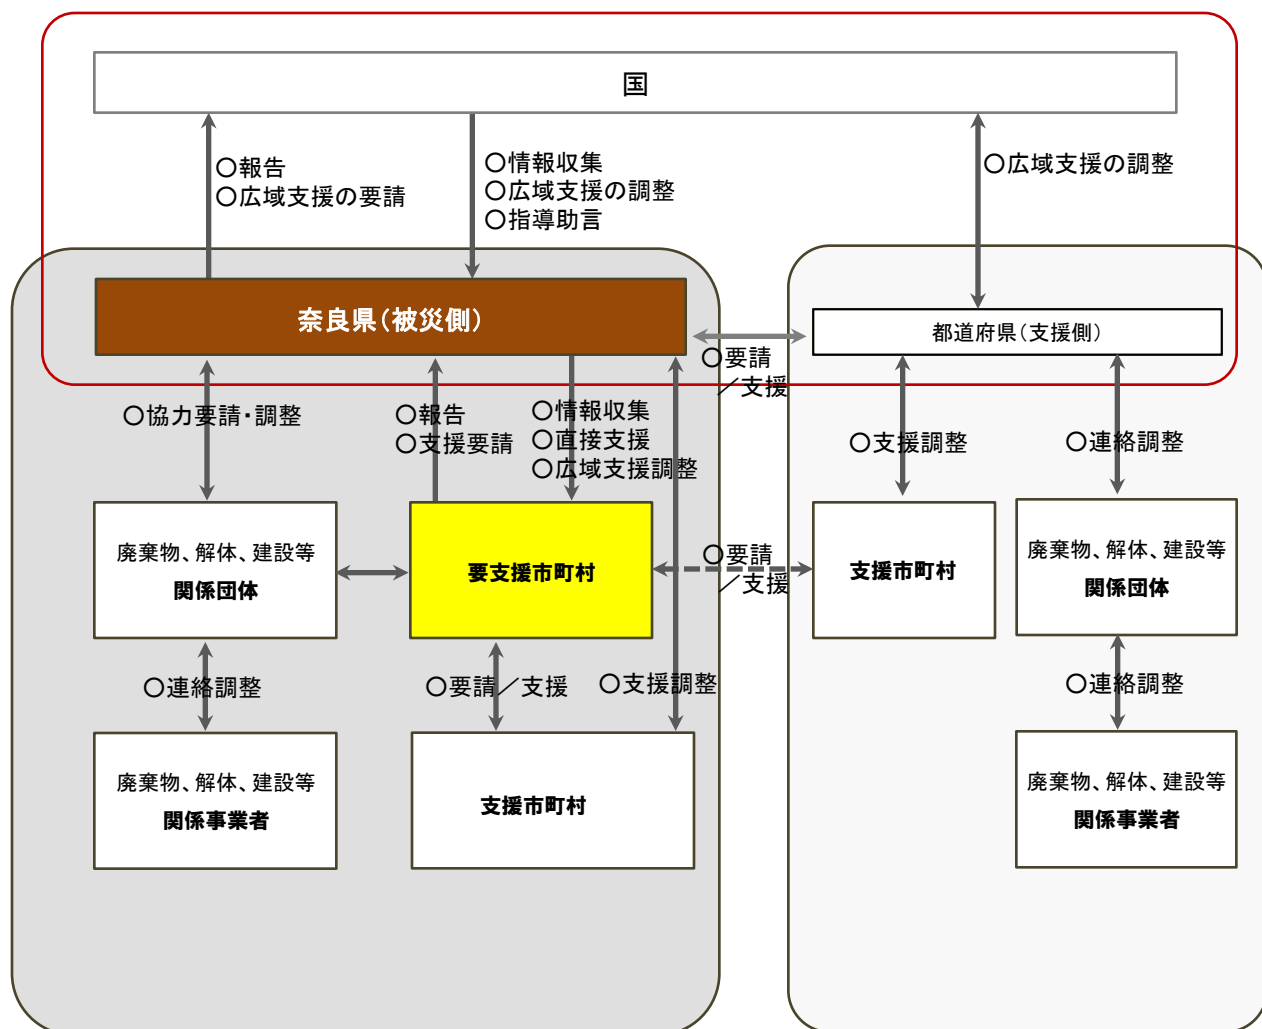 国
〇報告
〇広域支援の要請
〇情報収集
〇広域支援の調整
〇指導助言
〇広域支援の調整
奈良県(被災側)
都道府県(支援側)
〇要請
／支援
〇協力要請・調整
〇報告
〇支援要請
〇情報収集
〇直接支援
〇広域支援調整
〇支援調整
〇連絡調整
廃棄物、解体、建設等
関係団体
要支援市町村
〇要請
／支援
支援市町村
廃棄物、解体、建設等
関係団体
〇連絡調整
〇要請／支援
〇支援調整
〇連絡調整
廃棄物、解体、建設等
関係事業者
支援市町村
廃棄物、解体、建設等
関係事業者